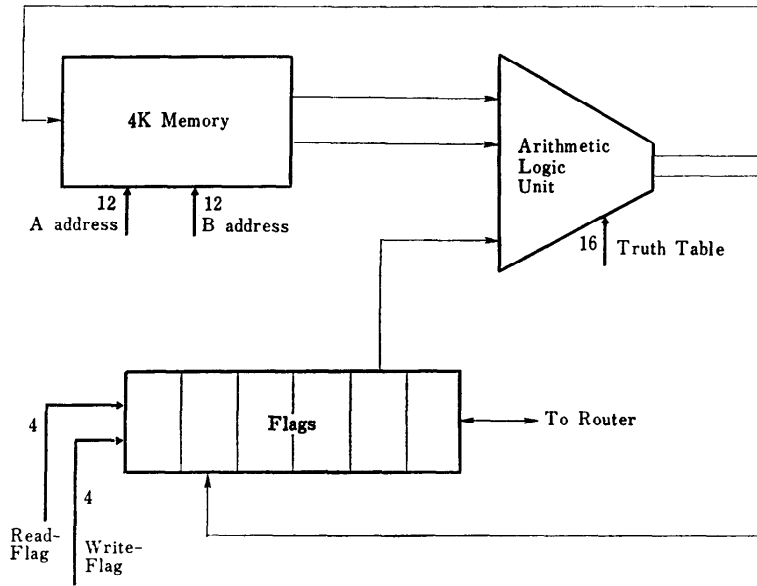 4K Memory
Arithmetic
Logic
Unit
12
12
A address
B address
16
Truth Table
4
Flags
To Router
4
Read-
Flag
Write-
Flag